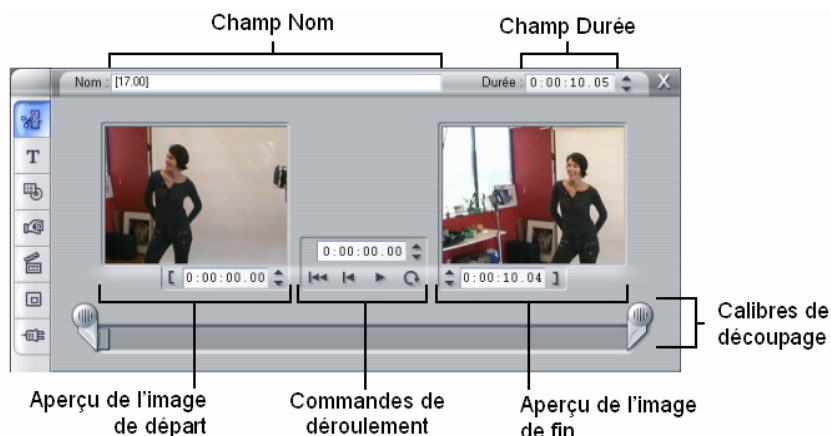 Champ Nom
Champ Durée
Nom : [17.00]
Durée : 0:00:10.05
X
T
0:00:00.00
[ 0:00:00.00
0:00:10.04 ]
Calibres de
découpage
Aperçu de l'image
de départ
Commandes de
déroulement
Aperçu de l'image
de fin